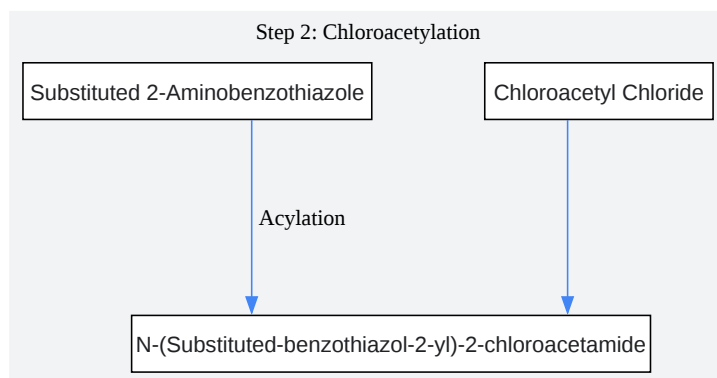 Step 2: Chloroacetylation
Substituted 2-Aminobenzothiazole
Chloroacetyl Chloride
Acylation
N-(Substituted-benzothiazol-2-yl)-2-chloroacetamide